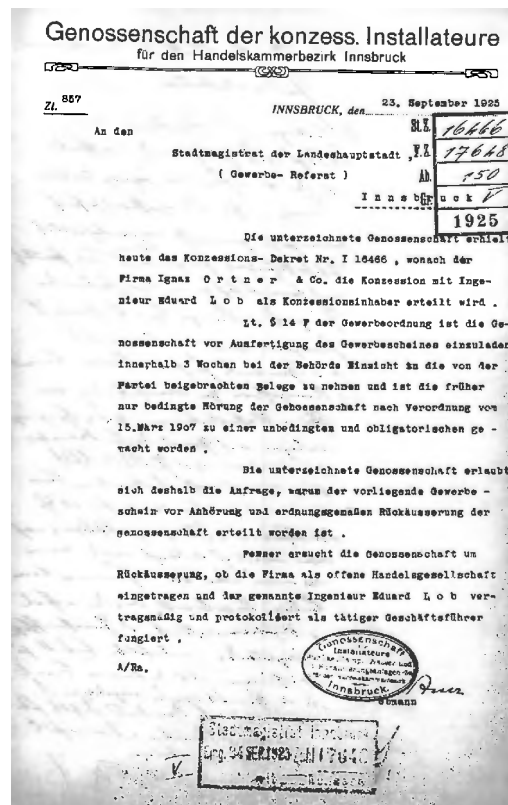 Genossenschaft der konzess. Installateure
für den Handelskammerbezirk Innsbruck
Zl. 857
INNSBRUCK, den 23. September 1925
An den
St.Z. 16466
Stadtmagistrat der Landeshauptstadt , F.Z. 17648
( Gewerbe- Referat ) Ab. 150
I n n s b r u c k V
1925
Die unterzeichnete Genossenschaft erhielt
heute das Konzessions- Dekret Nr. I 16466 , wonach der
Firma Ignaz O r t n e r & Co. die Konzession mit Inge-
nieur Eduard L o b als Konzessionsinhaber erteilt wird .
Lt. § 14 F der Gewerbeordnung ist die Ge-
nossenschaft vor Ausfertigung des Gewerbescheines einzuladen
innerhalb 3 Wochen bei der Behörde Einsicht in die von der
Partei beigebrachten Belege zu nehmen und ist die früher
nur bedingte Hörung der Genossenschaft nach Verordnung vom
15.März 1907 zu einer unbedingten und obligatorischen ge -
macht worden .
Die unterzeichnete Genossenschaft erlaubt
sich deshalb die Anfrage, warum der vorliegende Gewerbe -
schein vor Anhörung und ordnungsgemäßen Rückäusserung der
genossenschaft erteilt worden ist .
Ferner ersucht die Genossenschaft um
Rückäusserung, ob die Firma als offene Handelsgesellschaft
eingetragen und der genannte Ingenieur Eduard L o b ver-
tragsmäßig und protokolliert als tätiger Geschäftsführer
fungiert .
A/Ra.
Genossenschaft
Installateure
Innsbruck.
Obmann
Stadtmagistrat Innsbruck
Eing. 24 SEP. 1925
V